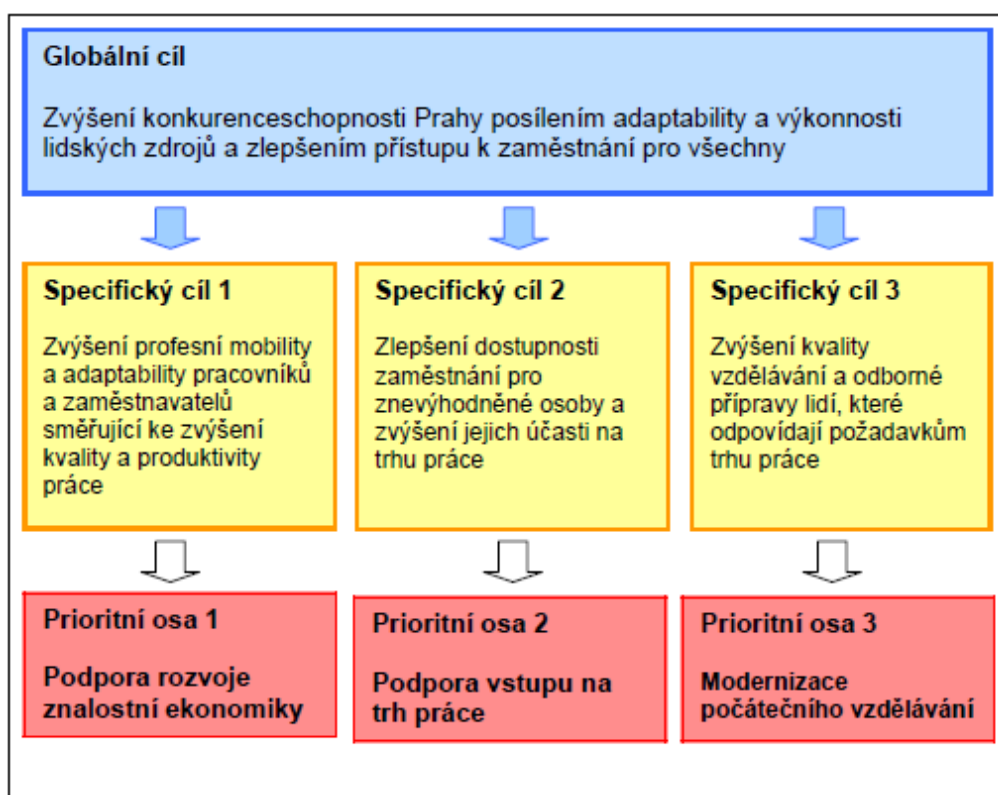 Globální cíl
Zvýšení konkurenceschopnosti Prahy posílením adaptability a výkonnosti
lidských zdrojů a zlepšením přístupu k zaměstnání pro všechny
Specifický cíl 1
Zvýšení profesní mobility
a adaptability pracovníků
a zaměstnavatelů
směřující ke zvýšení
kvality a produktivity
práce
Specifický cíl 2
Zlepšení dostupnosti
zaměstnání pro
znevýhodněné osoby a
zvýšení jejich účasti na
trhu práce
Specifický cíl 3
Zvýšení kvality
vzdělávání a odborné
přípravy lidí, které
odpovídají požadavkům
trhu práce
Prioritní osa 1
Podpora rozvoje
znalostní ekonomiky
Prioritní osa 2
Podpora vstupu na
trh práce
Prioritní osa 3
Modernizace
počátečního vzdělávání